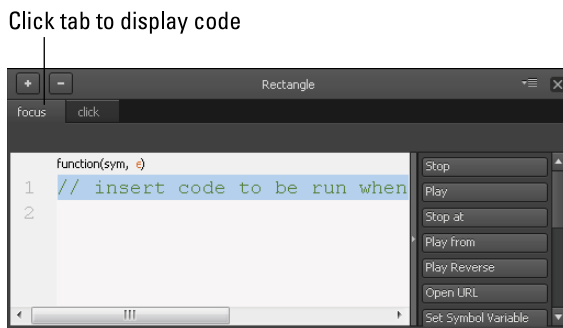 Click tab to display code
+ - Rectangle
focus click
function(sym, e)
1 // insert code to be run when
2
Stop
Play
Stop at
Play from
Play Reverse
Open URL
Set Symbol Variable